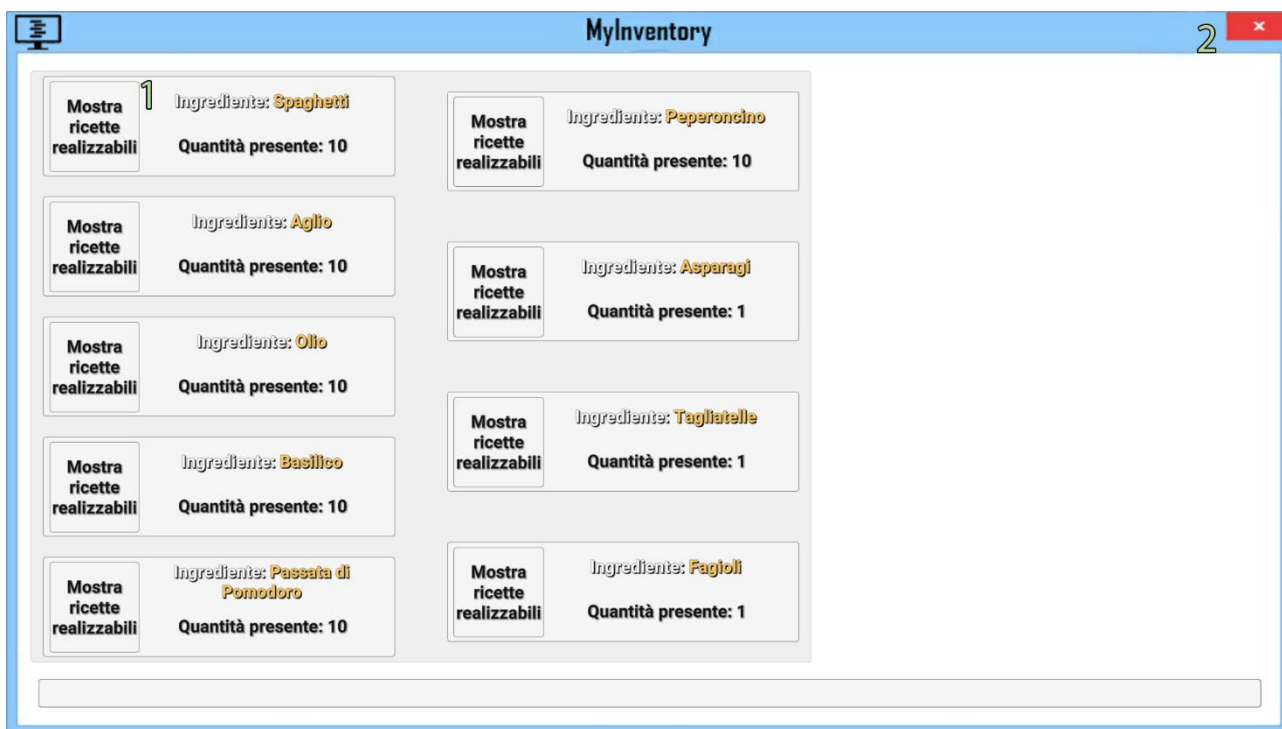 MyInventory
2
1
Mostra
ricette
realizzabili
Ingrediente: Spaghetti
Quantità presente: 10
Mostra
ricette
realizzabili
Ingrediente: Aglio
Quantità presente: 10
Mostra
ricette
realizzabili
Ingrediente: Olio
Quantità presente: 10
Mostra
ricette
realizzabili
Ingrediente: Basilico
Quantità presente: 10
Mostra
ricette
realizzabili
Ingrediente: Passata di
Pomodoro
Quantità presente: 10
Mostra
ricette
realizzabili
Ingrediente: Peperoncino
Quantità presente: 10
Mostra
ricette
realizzabili
Ingrediente: Asparagi
Quantità presente: 1
Mostra
ricette
realizzabili
Ingrediente: Tagliatelle
Quantità presente: 1
Mostra
ricette
realizzabili
Ingrediente: Fagioli
Quantità presente: 1